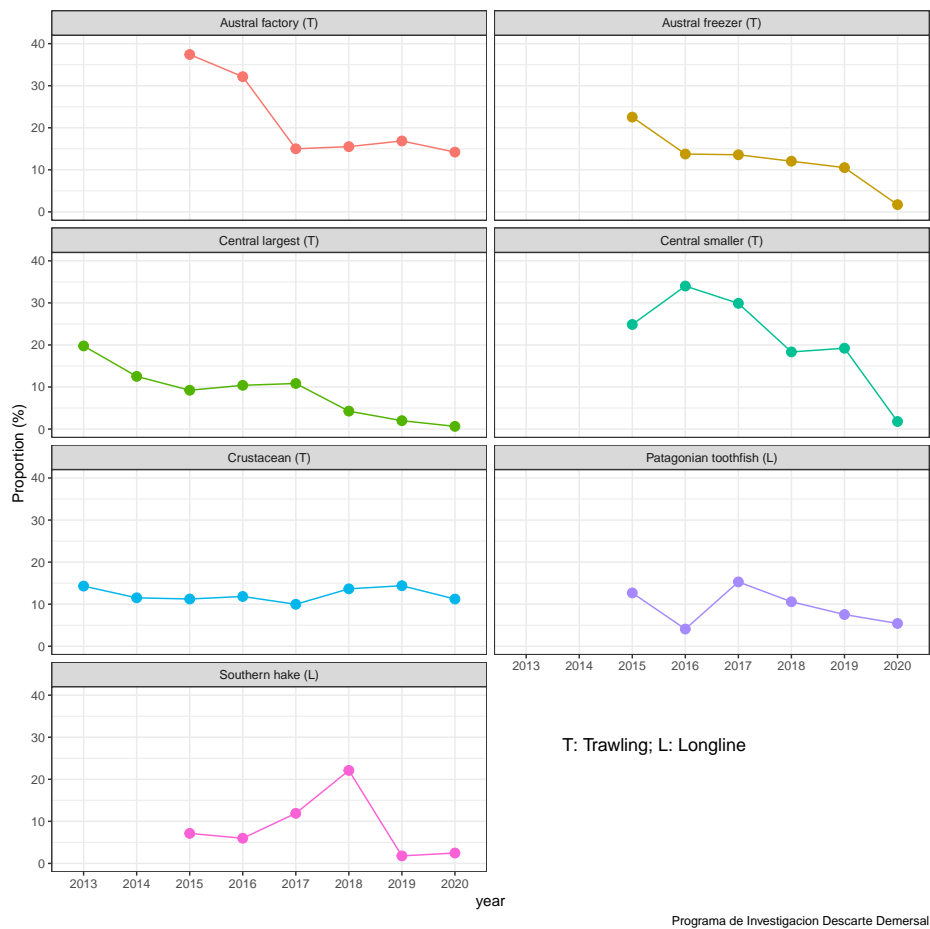 Austral factory (T)
Austral freezer (T)
40
30
20
10
0
Central largest (T)
Central smaller (T)
40
30
20
10
0
Crustacean (T)
Patagonian toothfish (L)
40
30
20
10
0
2013 2014 2015 2016 2017 2018 2019 2020
Southern hake (L)
40
30
20
10
0
2013 2014 2015 2016 2017 2018 2019 2020
Proportion (%)
year
T: Trawling; L: Longline
Programa de Investigacion Descarte Demersal